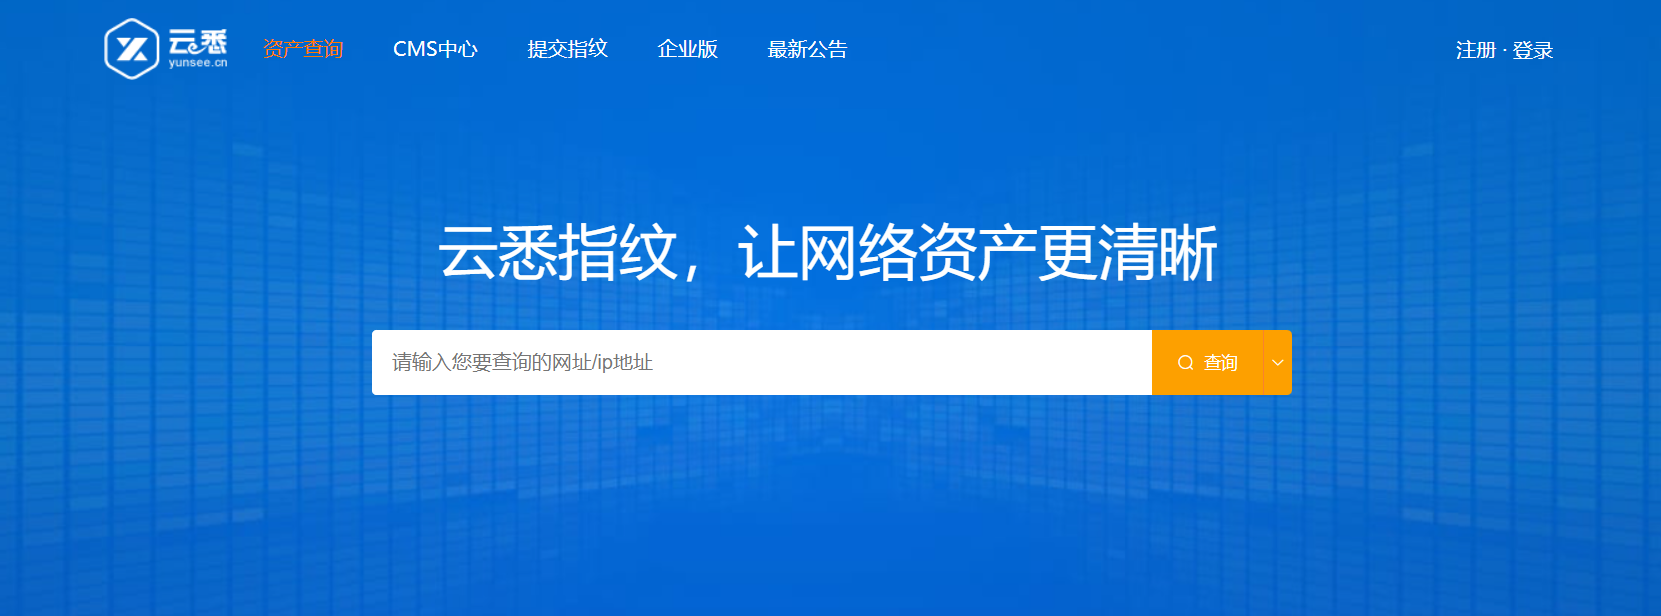 云悉
yunsee.cn
资产查询 CMS中心 提交指纹 企业版 最新公告 注册 · 登录
云悉指纹，让网络资产更清晰
请输入您要查询的网址/ip地址 查询